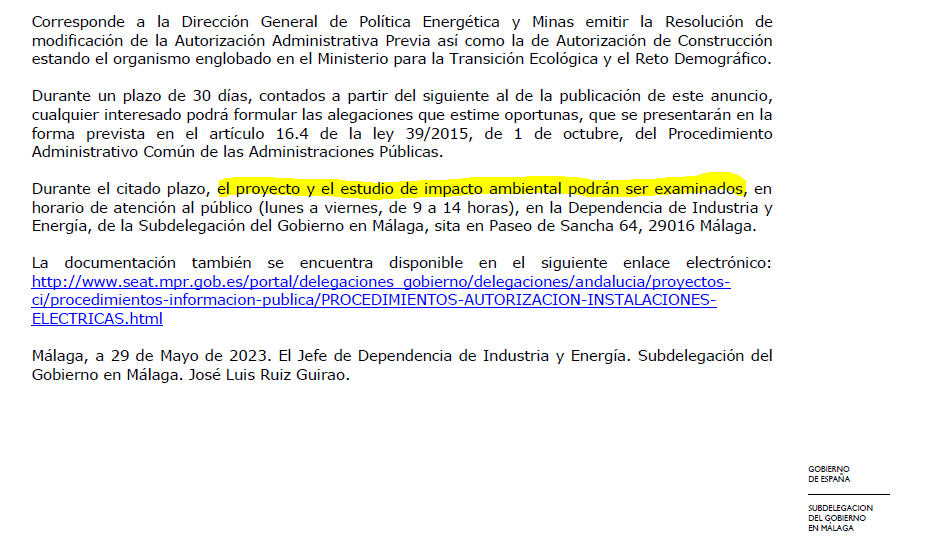 Corresponde a la Dirección General de Política Energética y Minas emitir la Resolución de
modificación de la Autorización Administrativa Previa así como la de Autorización de Construcción
estando el organismo englobado en el Ministerio para la Transición Ecológica y el Reto Demográfico.
Durante un plazo de 30 días, contados a partir del siguiente al de la publicación de este anuncio,
cualquier interesado podrá formular las alegaciones que estime oportunas, que se presentarán en la
forma prevista en el artículo 16.4 de la ley 39/2015, de 1 de octubre, del Procedimiento
Administrativo Común de las Administraciones Públicas.
Durante el citado plazo, el proyecto y el estudio de impacto ambiental podrán ser examinados, en
horario de atención al público (lunes a viernes, de 9 a 14 horas), en la Dependencia de Industria y
Energía, de la Subdelegación del Gobierno en Málaga, sita en Paseo de Sancha 64, 29016 Málaga.
La documentación también se encuentra disponible en el siguiente enlace electrónico:
http://www.seat.mpr.gob.es/portal/delegaciones_gobierno/delegaciones/andalucia/proyectos-
ci/procedimientos-informacion-publica/PROCEDIMIENTOS-AUTORIZACION-INSTALACIONES-
ELECTRICAS.html
Málaga, a 29 de Mayo de 2023. El Jefe de Dependencia de Industria y Energía. Subdelegación del
Gobierno en Málaga. José Luis Ruiz Guirao.
GOBIERNO
DE ESPAÑA
SUBDELEGACION
DEL GOBIERNO
EN MÁLAGA